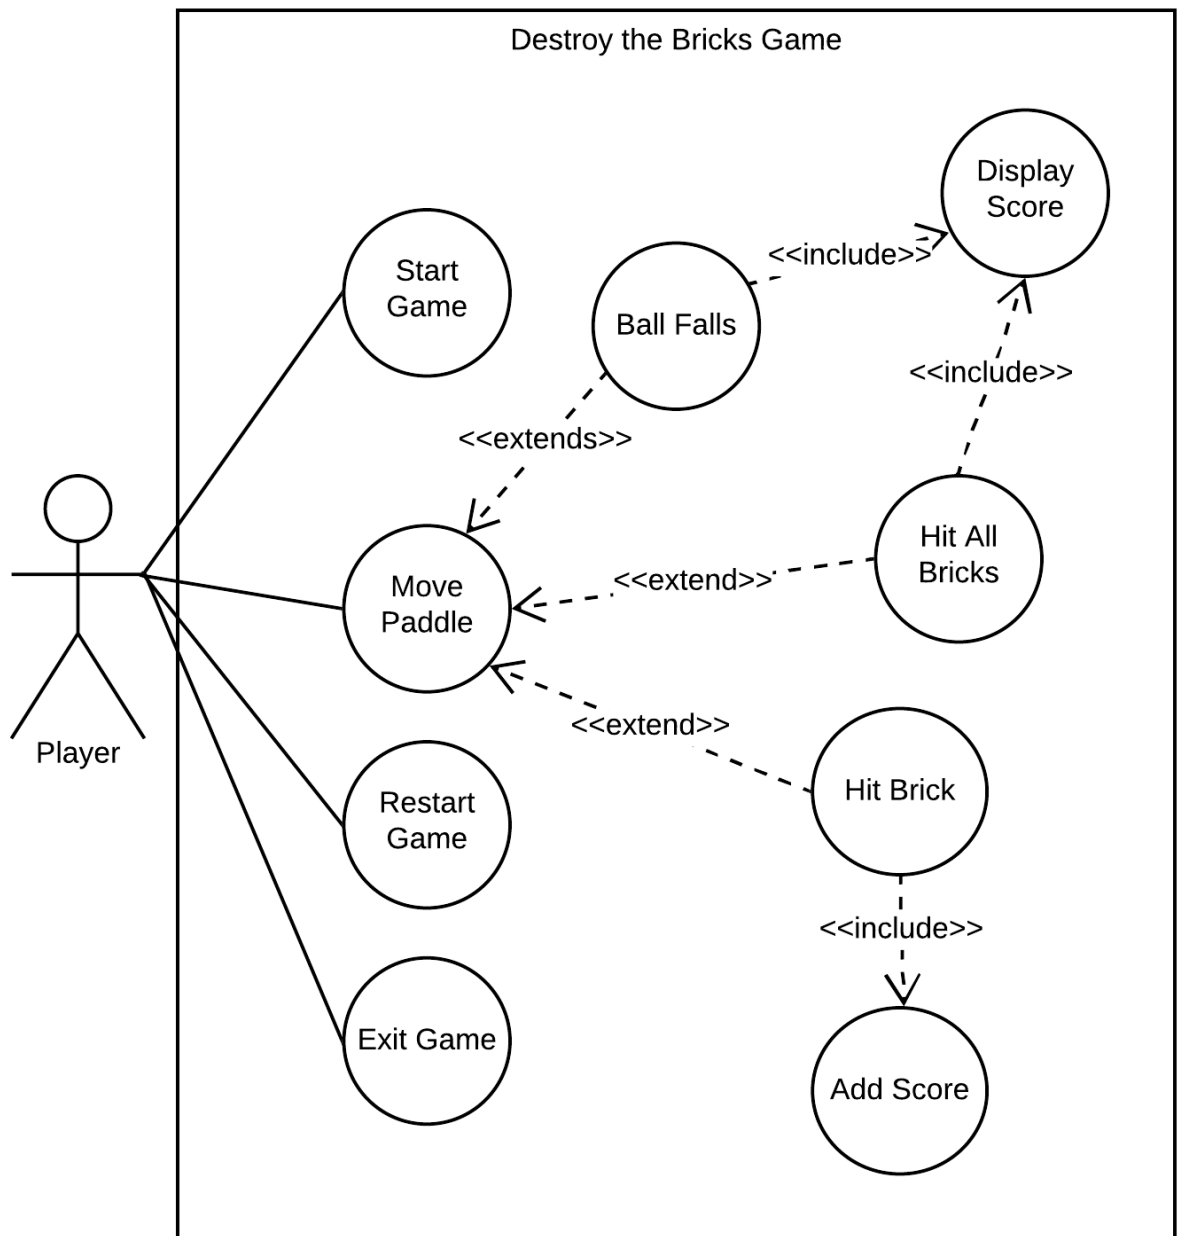 Destroy the Bricks Game
Display
Score
Start
Game
<<include>>
Ball Falls
<<include>>
<<extends>>
Hit All
Bricks
<<extend>>
Move
Paddle
<<extend>>
Player
Hit Brick
Restart
Game
<<include>>
Exit Game
Add Score